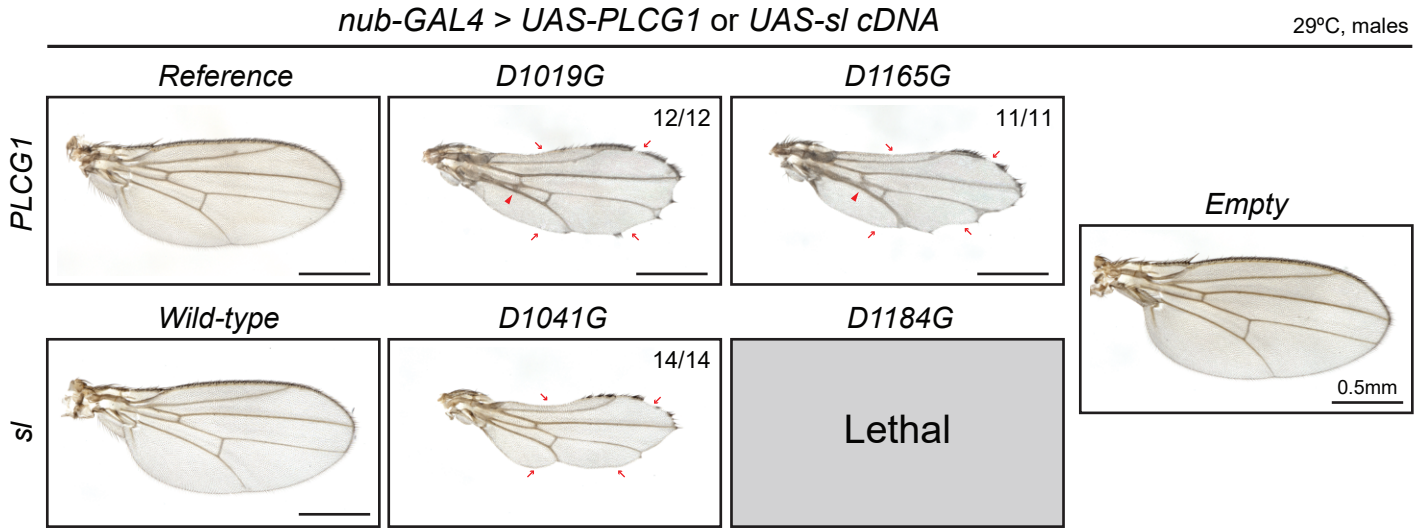 nub-GAL4 > UAS-PLCG1 or UAS-sl cDNA
29ºC, males
Reference
D1019G
D1165G
PLCG1
12/12
11/11
Empty
0.5mm
Wild-type
D1041G
D1184G
sl
14/14
Lethal